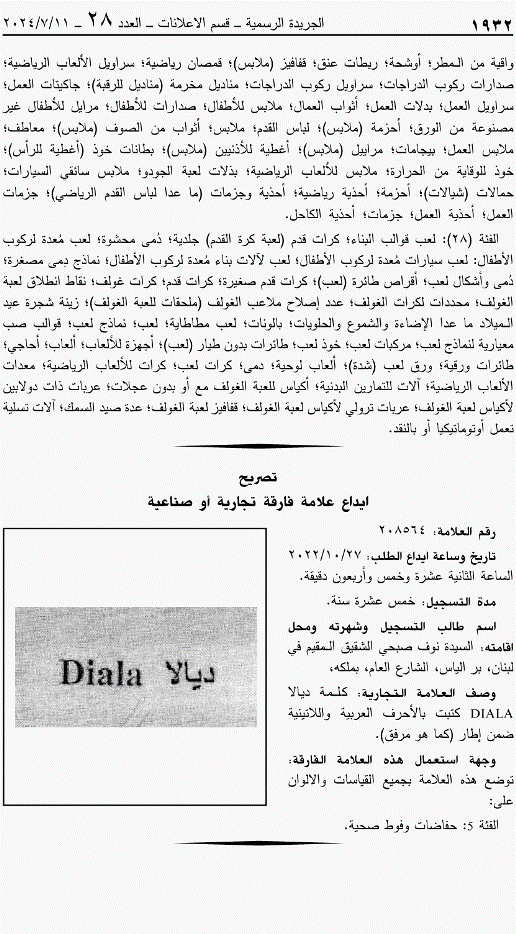 ١٩٣٢ الجريدة الرسمية ــ قسم الاعلانات ــ العدد ٢٨ ــ ٢٠٢٤/٧/١١
واقية من المطر؛ أوشحة؛ ربطات عنق؛ قفافيز (ملابس)؛ قمصان رياضية؛ سراويل الألعاب الرياضية؛
صدارات ركوب الدراجات؛ سراويل ركوب الدراجات؛ مناديل مخرمة (مناديل للرقبة)؛ جاكيتات العمل؛
سراويل العمل؛ بدلات العمل؛ أثواب العمال؛ ملابس للأطفال؛ صدارات للأطفال؛ مرايل للأطفال غير
مصنوعة من الورق؛ أحزمة (ملابس)؛ لباس القدم؛ ملابس؛ أثواب من الصوف (ملابس)؛ معاطف؛
ملابس العمل؛ بيجامات؛ مراييل (ملابس)؛ أغطية للأذنيين (ملابس)؛ بطانات خوذ (أغطية للرأس)؛
خوذ للوقاية من الحرارة؛ ملابس للألعاب الرياضية؛ بذلات لعبة الجودو؛ ملابس سائقي السيارات؛
حمالات (شيالات)؛ أحزمة؛ أحذية رياضية؛ أحذية وجزمات (ما عدا لباس القدم الرياضي)؛ جزمات
العمل؛ أحذية العمل؛ جزمات؛ أحذية الكاحل.
الفئة (٢٨): لعب قوالب البناء؛ كرات قدم (لعبة كرة القدم) جلدية؛ دُمى محشوة؛ لعب مُعدة لركوب
الأطفال؛ لعب سيارات مُعدة لركوب الأطفال؛ لعب لآلات بناء مُعدة لركوب الأطفال؛ نماذج دِمى مصغرة؛
دُمى وأشكال لعب؛ أقراص طائرة (لعب)؛ كرات قدم صغيرة؛ كرات قدم؛ كرات غولف؛ نقاط انطلاق لعبة
الغولف؛ محددات لكرات الغولف؛ عدد إصلاح ملاعب الغولف (ملحقات للعبة الغولف)؛ زينة شجرة عيد
الميلاد ما عدا الإضاءة والشموع والحلويات؛ بالونات؛ لعب مطاطاية؛ لعب؛ نماذج لعب؛ قوالب صب
معيارية لنماذج لعب؛ مركبات لعب؛ خوذ لعب؛ طائرات بدون طيار (لعب)؛ أجهزة للألعاب؛ ألعاب؛ أحاجي؛
طائرات ورقية؛ ورق لعب (شدة)؛ ألعاب لوحية؛ دمى؛ كرات لعب؛ كرات للألعاب الرياضية؛ معدات
الألعاب الرياضية؛ آلات للتمارين البدنية؛ أكياس للعبة الغولف مع أو بدون عجلات؛ عربات ذات دولابين
لأكياس لعبة الغولف؛ عربات ترولي لأكياس لعبة الغولف؛ قفافيز لعبة الغولف؛ عدة صيد السمك؛ آلات تسلية
تعمل أوتوماتيكيا أو بالنقد.
تصريح
ايداع علامة فارقة تجارية أو صناعية
رقم العلامة: ٢٠٨٥٦٤
تاريخ وساعة ايداع الطلب: ٢٠٢٢/١٠/٢٧
الساعة الثانية عشرة وخمس وأربعون دقيقة.
مدة التسجيل: خمس عشرة سنة.
اسم طالب التسجيل وشهرته ومحل
اقامته: السيدة نوف صبحي الشقيق المقيم في
لبنان، بر الياس، الشارع العام، بملكه،
وصف العلامة التجارية: كلمة ديالا
DIALA كتبت بالأحرف العربية واللاتينية
ضمن إطار (كما هو مرفق).
وجهة استعمال هذه العلامة الفارقة:
توضع هذه العلامة بجميع القياسات والالوان
على:
الفئة 5: حفاضات وفوط صحية.
Diala ديالا